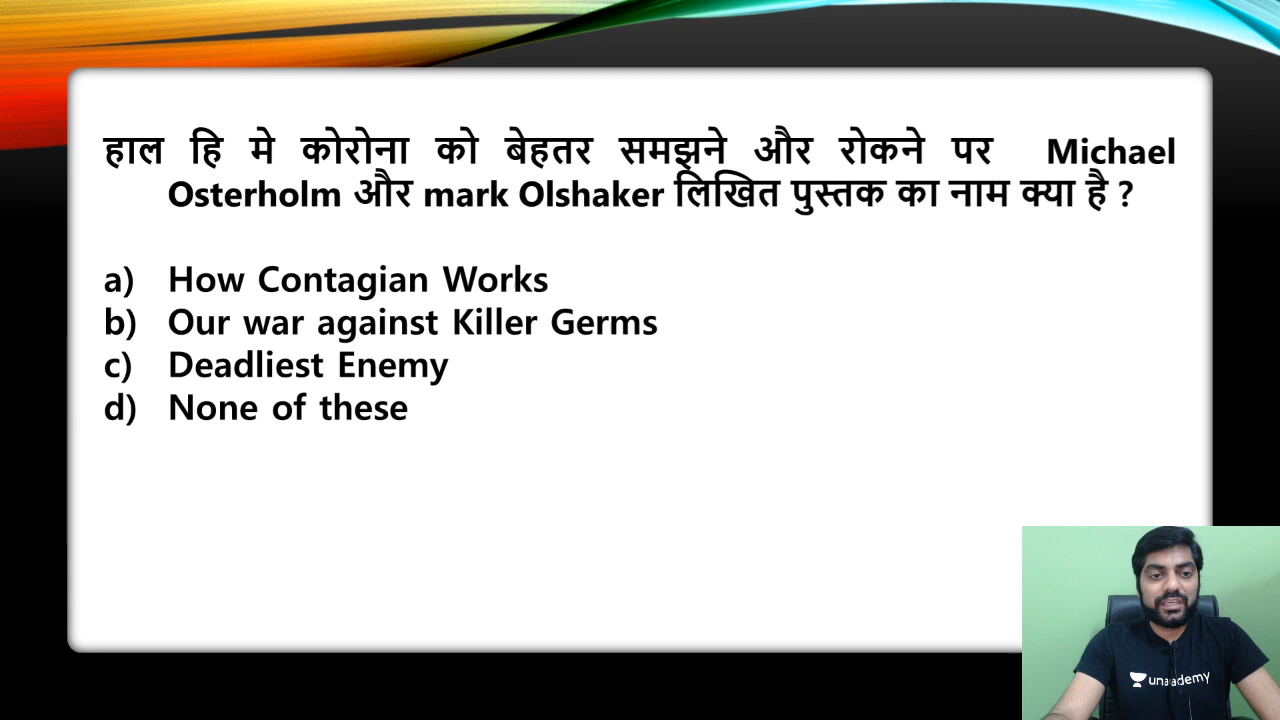 हाल हि मे कोरोना को बेहतर समझने और रोकने पर Michael
Osterholm और mark Olshaker लिखित पुस्तक का नाम क्या है ?
a) How Contagian Works
b) Our war against Killer Germs
c) Deadliest Enemy
d) None of these
unacademy